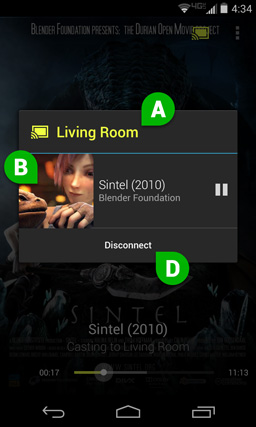 4G
4:34
BLENDER FOUNDATION PRESENTS: THE DURIAN OPEN MOVIE PROJECT
A
Living Room
B
Sintel (2010)
Blender Foundation
Disconnect
D
SINTEL
Sintel (2010)
Casting to Living Room
00:17
11:13